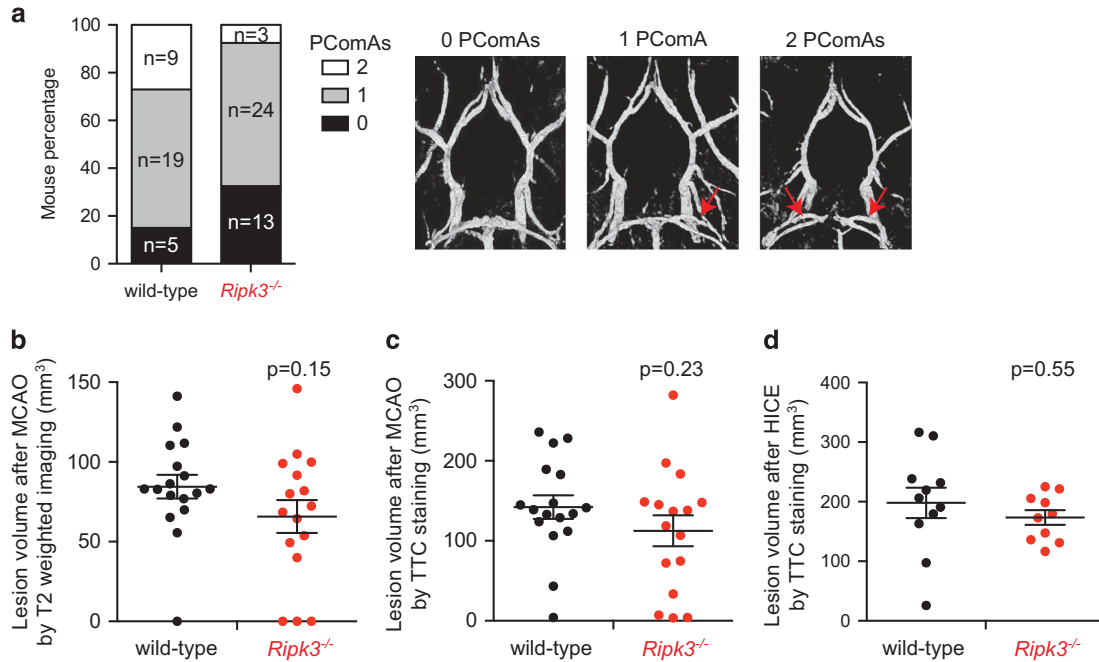 a
100
80
60
40
20
0
Mouse percentage
n=9
n=19
n=5
n=3
n=24
n=13
wild-type
Ripk3-/-
PComAs
2
1
0
0 PComAs
1 PComA
2 PComAs
b
Lesion volume after MCAO
by T2 weighted imaging (mm³)
150
100
50
0
p=0.15
wild-type
Ripk3-/-
c
Lesion volume after MCAO
by TTC staining (mm³)
300
200
100
0
p=0.23
wild-type
Ripk3-/-
d
Lesion volume after HICE
by TTC staining (mm³)
400
300
200
100
0
p=0.55
wild-type
Ripk3-/-